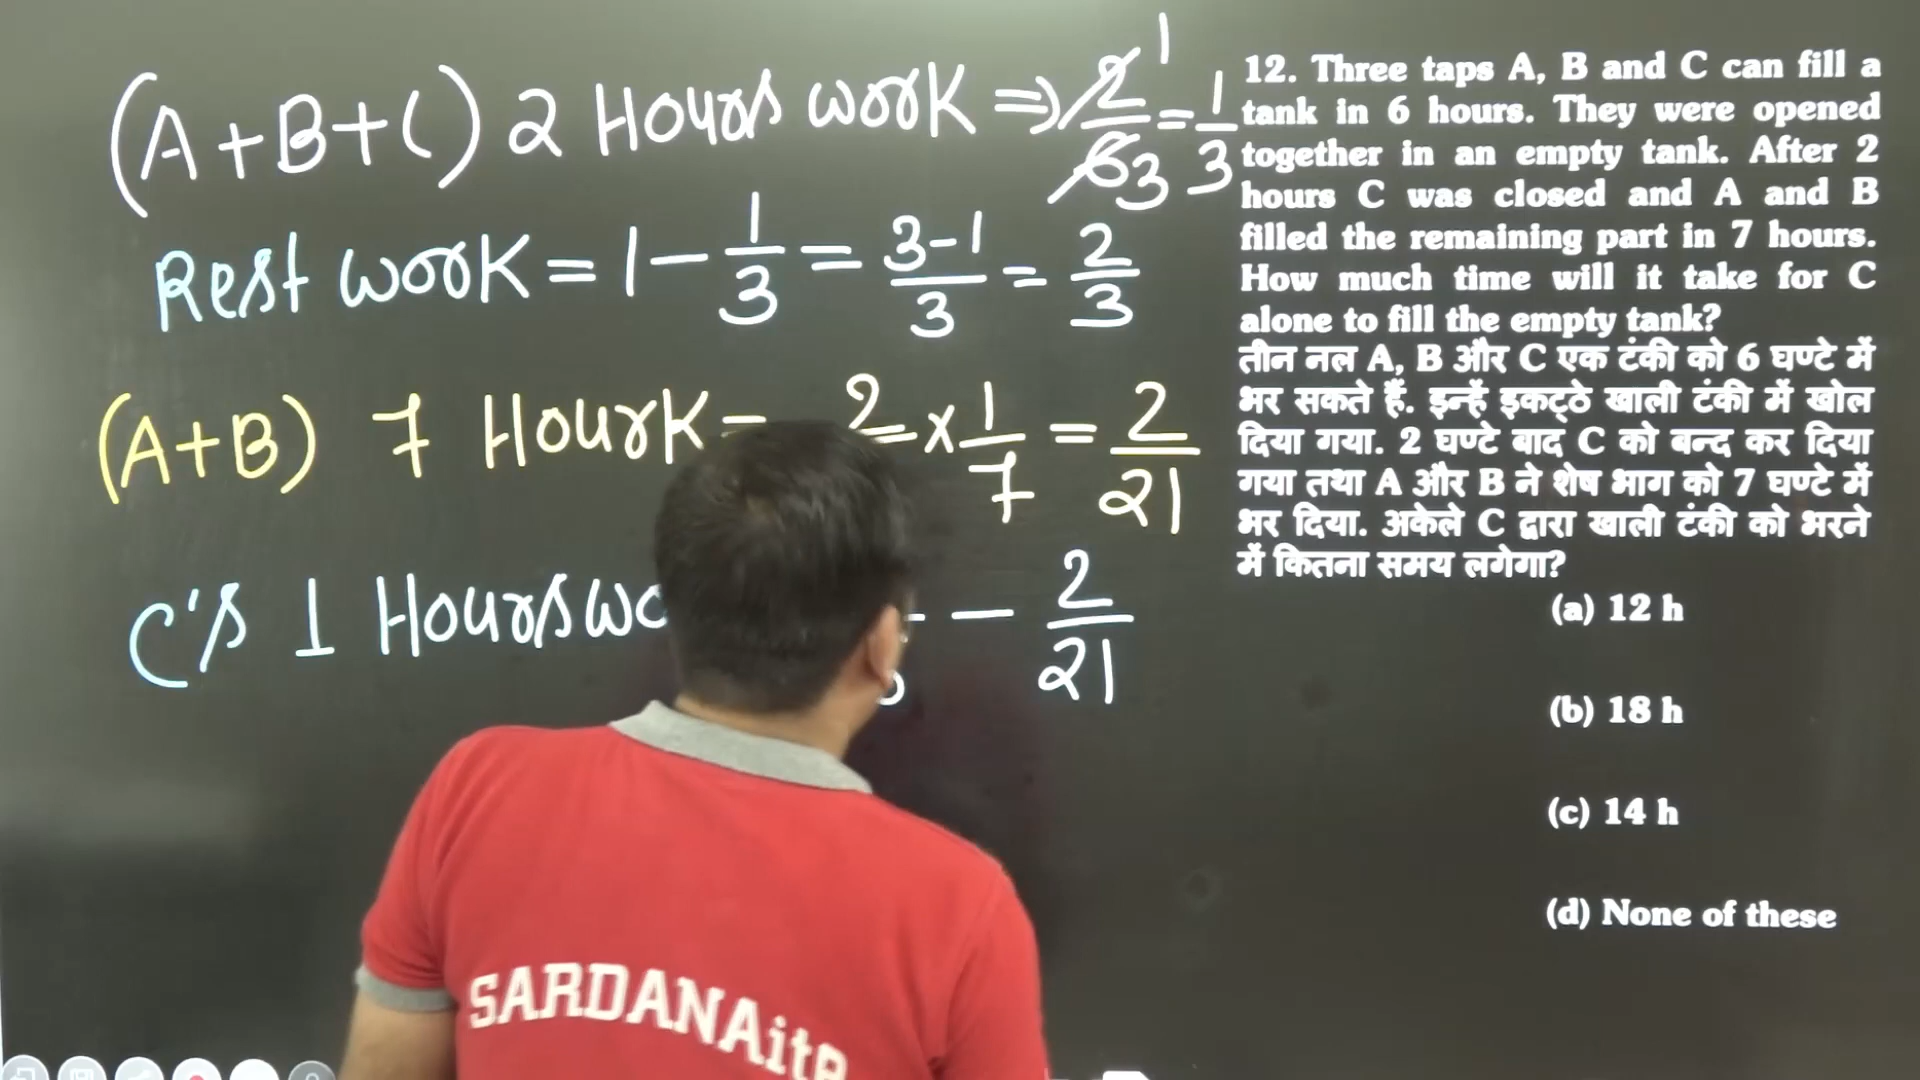 (A+B+C) 2 Hours work ⇒ 2/6 1 3 = 1/3
Rest work = 1 - 1/3 = 3-1/3 = 2/3
(A+B) 7 Hour = 2 × 1/7 = 2/21
C's 1 Hours - 2/21
12. Three taps A, B and C can fill a
tank in 6 hours. They were opened
together in an empty tank. After 2
hours C was closed and A and B
filled the remaining part in 7 hours.
How much time will it take for C
alone to fill the empty tank?
तीन नल A, B और C एक टंकी को 6 घण्टे में
भर सकते हैं. इन्हें इकट्ठे खाली टंकी में खोल
दिया गया. 2 घण्टे बाद C को बन्द कर दिया
गया तथा A और B ने शेष भाग को 7 घण्टे में
भर दिया. अकेले C द्वारा खाली टंकी को भरने
में कितना समय लगेगा?
(a) 12 h
(b) 18 h
(c) 14 h
(d) None of these
SARDANAite